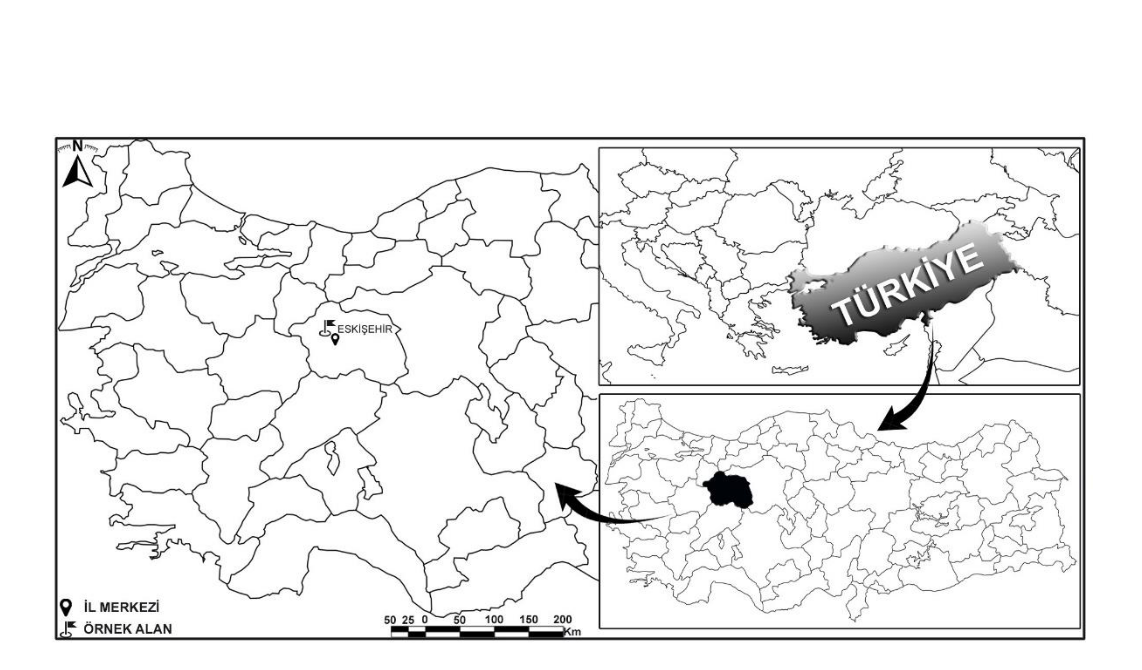 N
ESKİŞEHİR
TÜRKİYE
İL MERKEZİ
ÖRNEK ALAN
50 25 0 50 100 150 200
Km